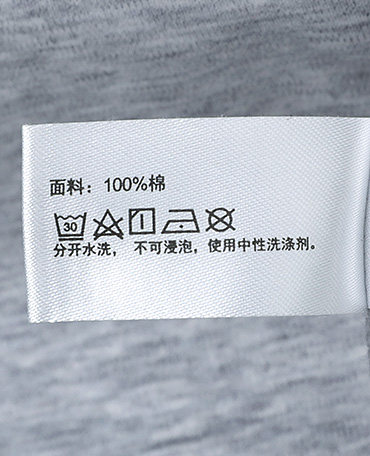 面料：100%棉
30
分开水洗， 不可浸泡，使用中性洗涤剂。